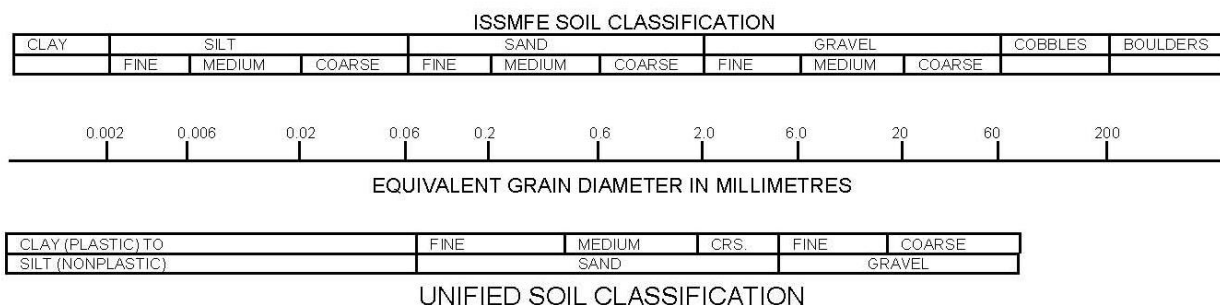 ISSMFE SOIL CLASSIFICATION
CLAY SILT SAND GRAVEL COBBLES BOULDERS
FINE MEDIUM COARSE FINE MEDIUM COARSE FINE MEDIUM COARSE
0.002 0.006 0.02 0.06 0.2 0.6 2.0 6.0 20 60 200
EQUIVALENT GRAIN DIAMETER IN MILLIMETRES
CLAY (PLASTIC) TO FINE MEDIUM CRS. FINE COARSE
SILT (NONPLASTIC) SAND GRAVEL
UNIFIED SOIL CLASSIFICATION